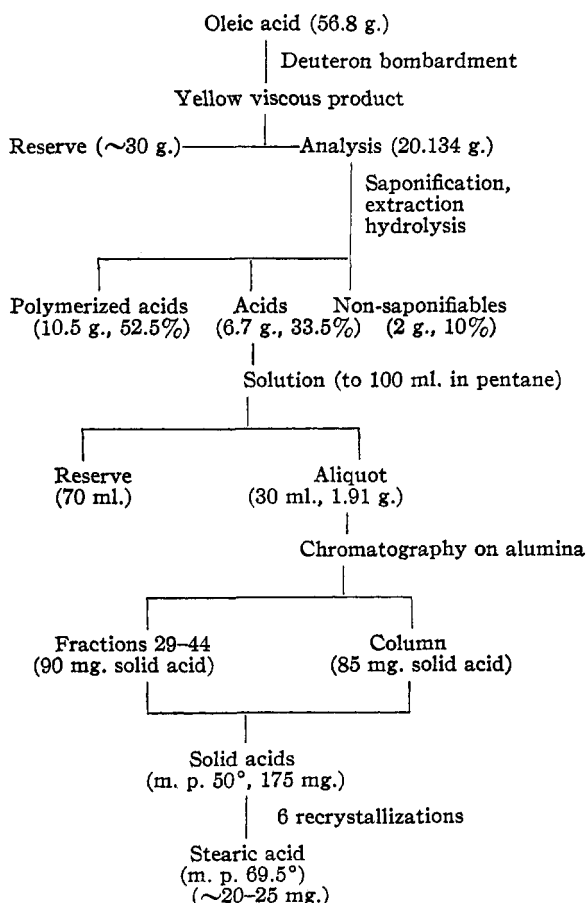 Oleic acid (56.8 g.)
Deuteron bombardment
Yellow viscous product
Reserve (~30 g.)
Analysis (20.134 g.)
Saponification,
extraction
hydrolysis
Polymerized acids
(10.5 g., 52.5%)
Acids
(6.7 g., 33.5%)
Non-saponifiables
(2 g., 10%)
Solution (to 100 ml. in pentane)
Reserve
(70 ml.)
Aliquot
(30 ml., 1.91 g.)
Chromatography on alumina
Fractions 29–44
(90 mg. solid acid)
Column
(85 mg. solid acid)
Solid acids
(m. p. 50°, 175 mg.)
6 recrystallizations
Stearic acid
(m. p. 69.5°)
(~20–25 mg.)